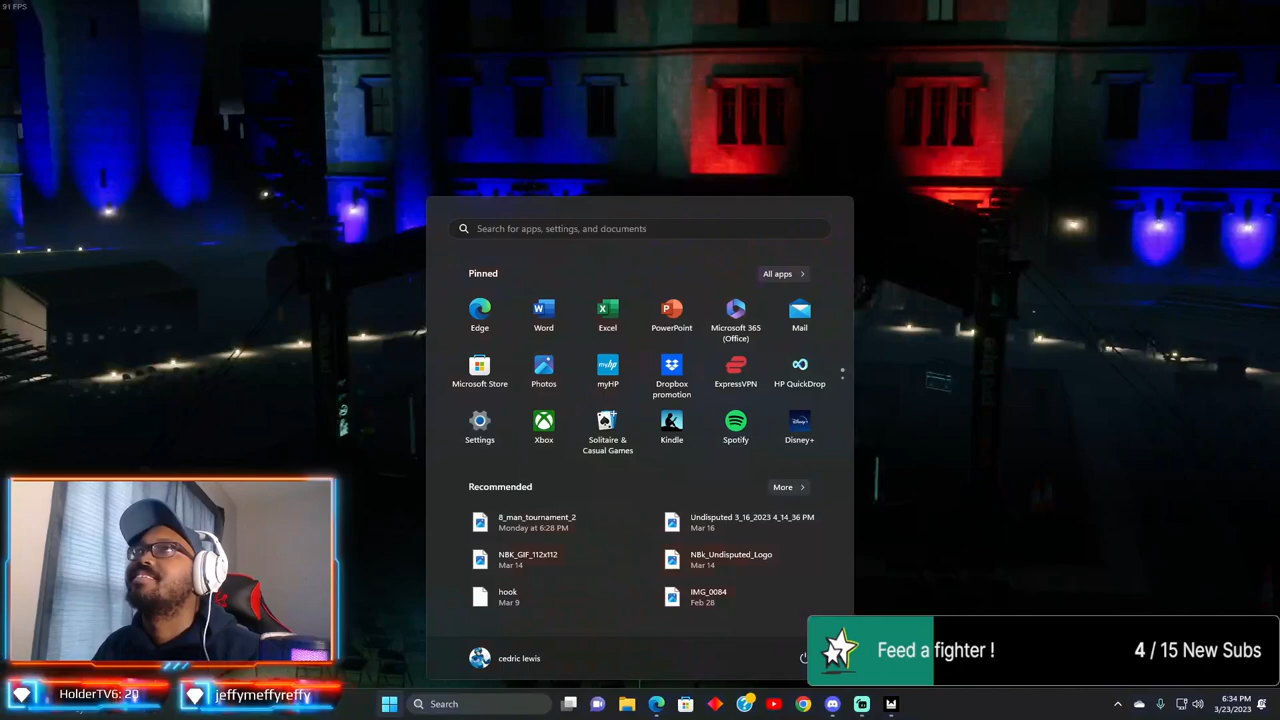 91 FPS
Search for apps, settings, and documents
Pinned
All apps
Edge
Word
Excel
PowerPoint
Microsoft 365
(Office)
Mail
Microsoft Store
Photos
myHP
Dropbox
promotion
ExpressVPN
HP QuickDrop
Settings
Xbox
Solitaire &
Casual Games
Kindle
Spotify
Disney+
Recommended
More
8_man_tournament_2
Monday at 6:28 PM
Undisputed 3_16_2023 4_14_36 PM
Mar 16
NBK_GIF_112x112
Mar 14
NBk_Undisputed_Logo
Mar 14
hook
Mar 9
IMG_0084
Feb 28
cedric lewis
Feed a fighter !
4 / 15 New Subs
HolderTV6: 20
jeffymeffyreffy
Search
6:34 PM
3/23/2023